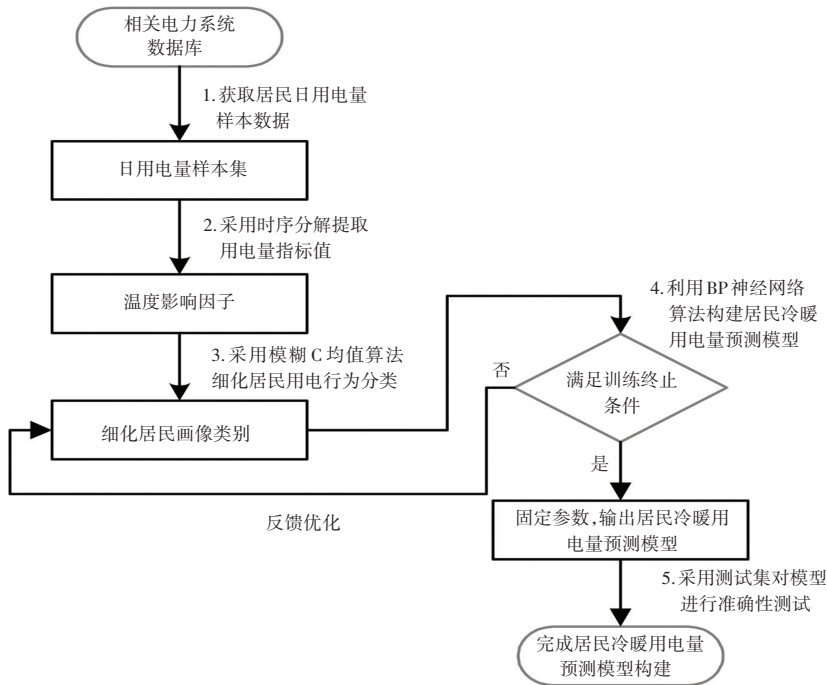 相关电力系统
数据库
1.获取居民日用电量
样本数据
日用电量样本集
2.采用时序分解提取
用电量指标值
温度影响因子
3.采用模糊C均值算法
细化居民用电行为分类
细化居民画像类别
4.利用BP神经网络
算法构建居民冷暖
用电量预测模型
满足训练终止
条件
否
是
反馈优化
固定参数,输出居民冷暖用
电量预测模型
5.采用测试集对模型
进行准确性测试
完成居民冷暖用电量
预测模型构建